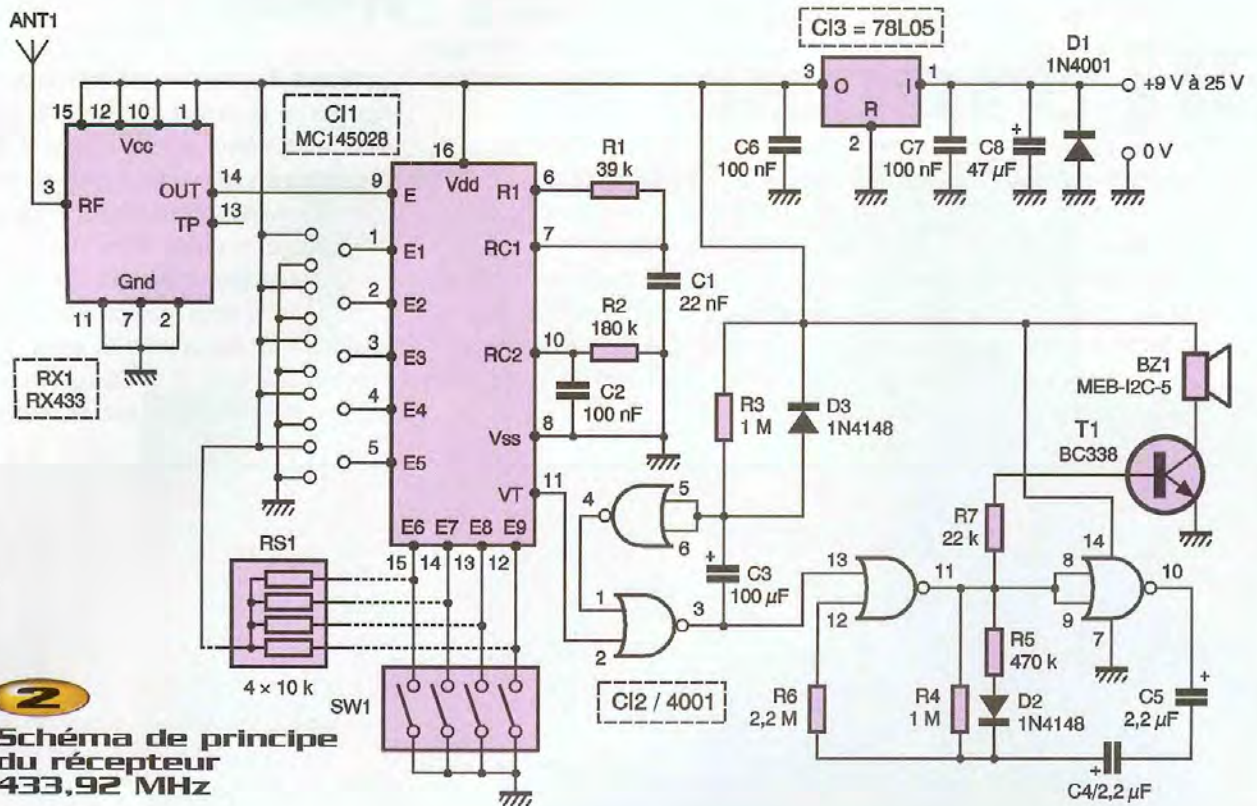 ANT1
15 12 10 1
Vcc
3 RF
OUT 14
TP 13
Gnd
11 7 2
RX1
RX433
CI1
MC145028
16
Vdd
9 E
1 E1
2 E2
3 E3
4 E4
5 E5
R1 6
RC1 7
RC2 10
Vss 8
VT 11
E6 E7 E8 E9
15 14 13 12
R1
39 k
C1
22 nF
R2
180 k
C2
100 nF
RS1
4 × 10 k
SW1
CI3 = 78L05
3 O
I 1
R
2
C6
100 nF
C7
100 nF
C8
47 µF
+
D1
1N4001
+9 V à 25 V
0 V
R3
1 M
D3
1N4148
4
5
6
1
2
3
C3
100 µF
+
CI2 / 4001
13
12
11
R6
2,2 M
R4
1 M
R7
22 k
R5
470 k
D2
1N4148
14
8
9
7
10
C5
2,2 µF
+
+
C4/2,2 µF
T1
BC338
BZ1
MEB-I2C-5
2
Schéma de principe
du récepteur
433,92 MHz